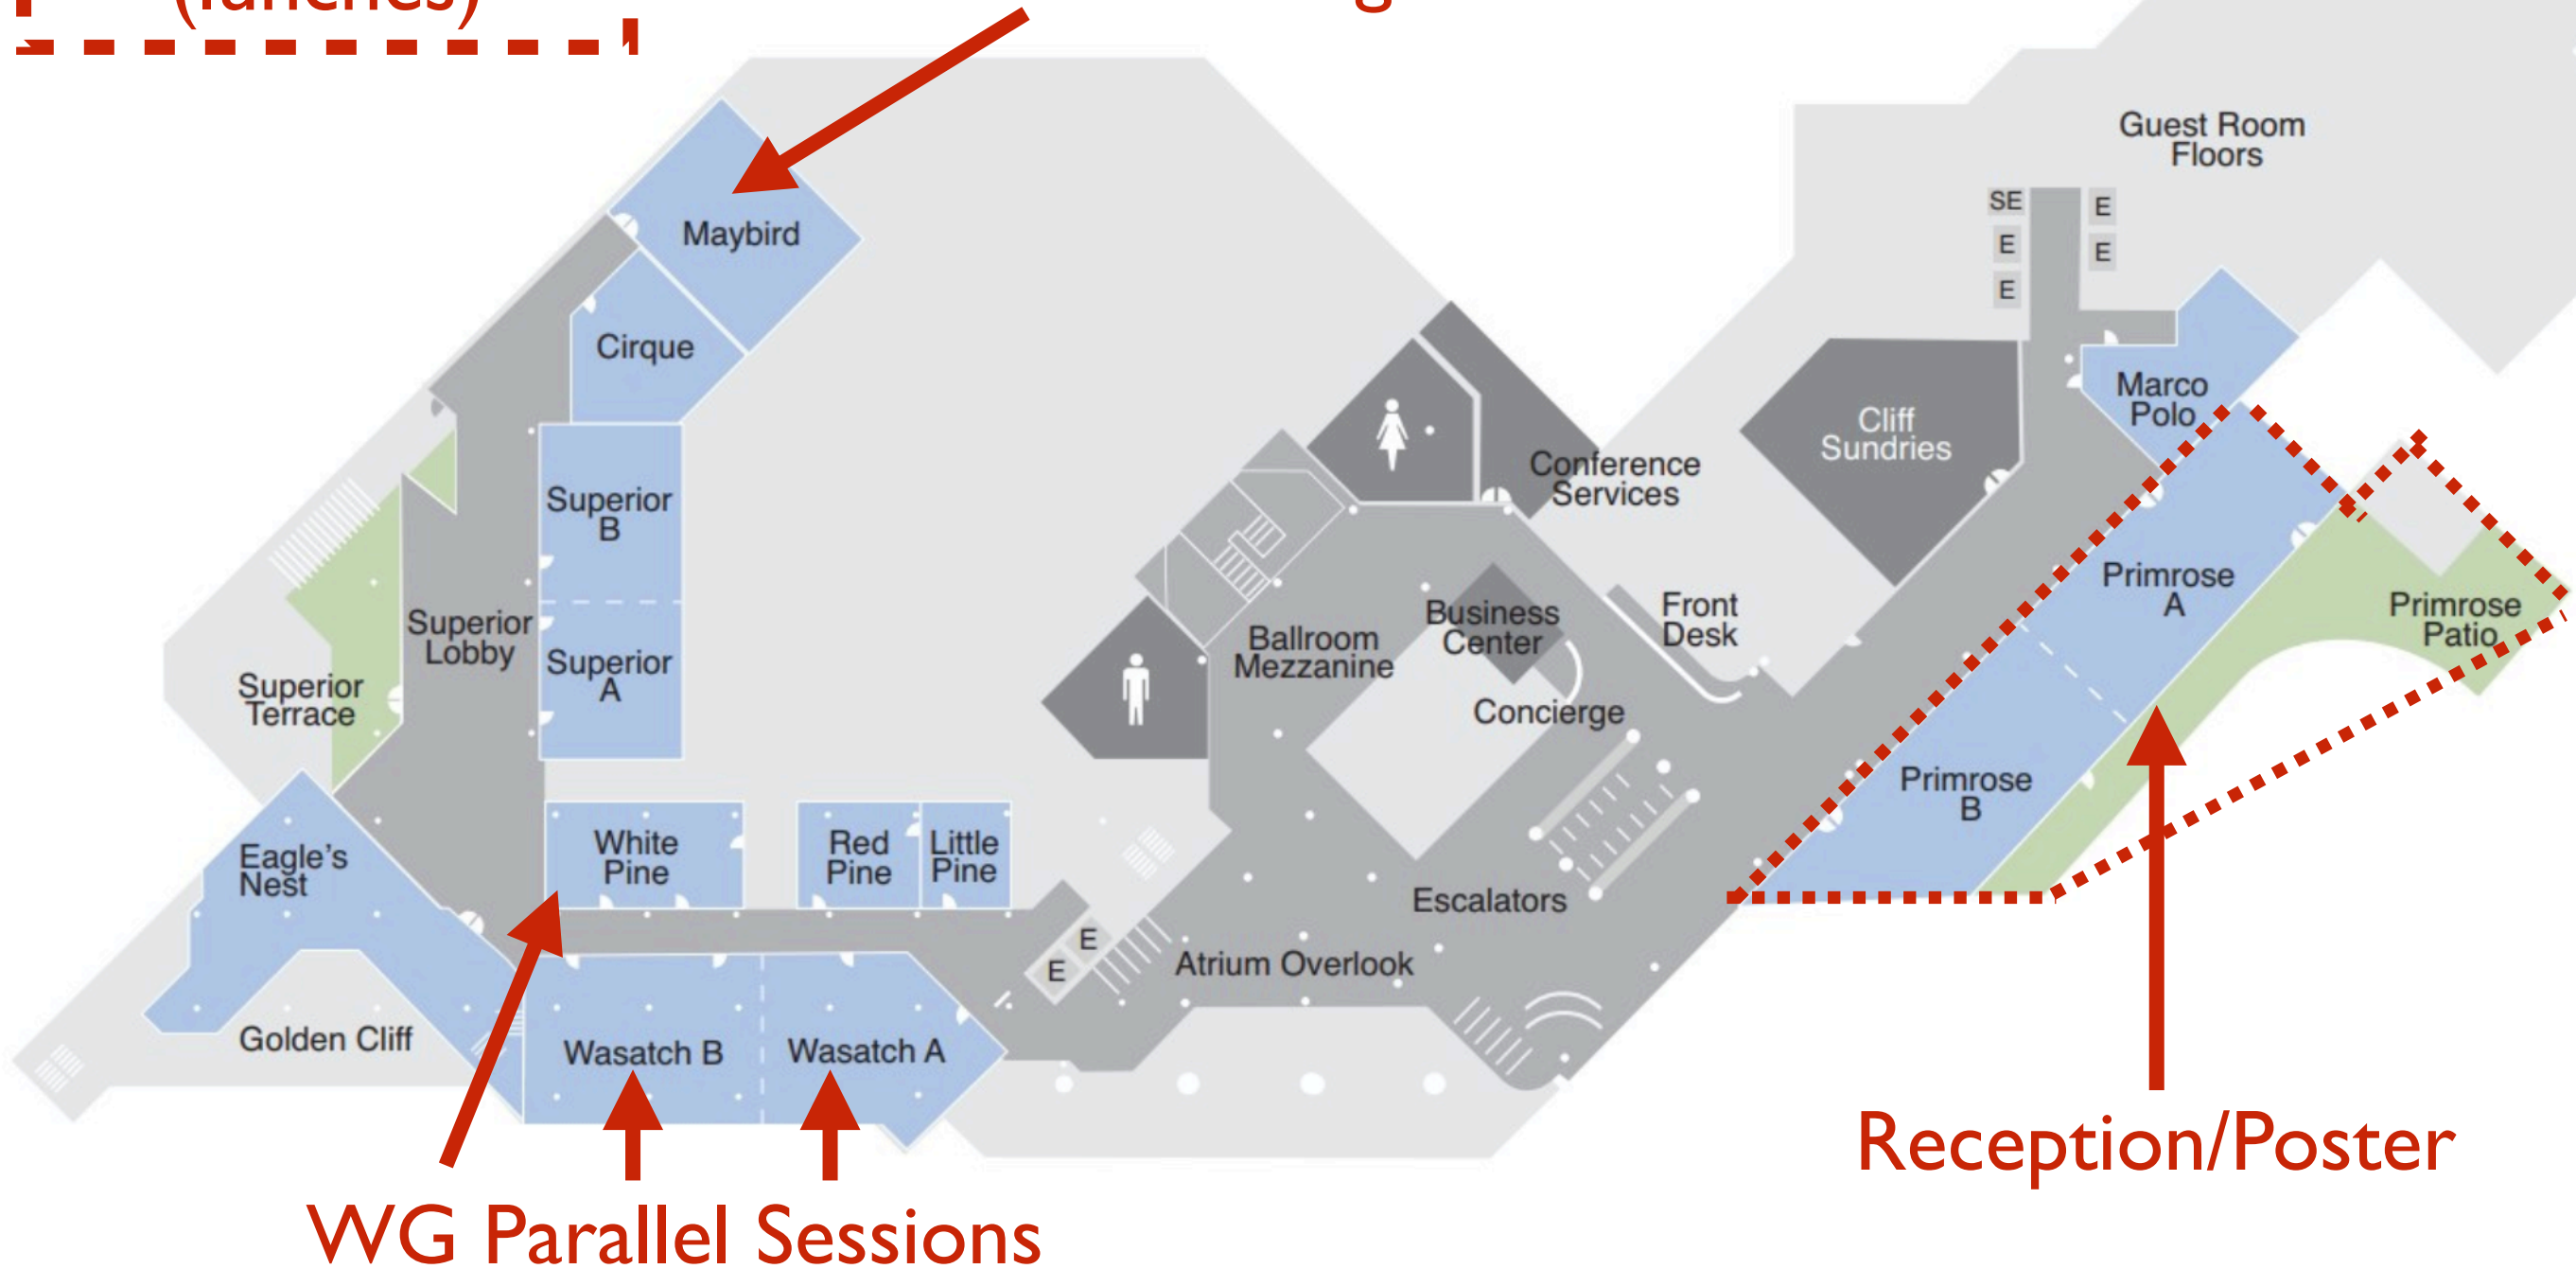 (lunches)
Guest Room
Floors
SE
E
E
E
E
Maybird
Cirque
Marco
Polo
Cliff
Sundries
Conference
Services
Superior
B
Primrose
A
Primrose
Patio
Front
Desk
Business
Center
Ballroom
Mezzanine
Superior
Lobby
Superior
A
Superior
Terrace
Concierge
Primrose
B
White
Pine
Red
Pine
Little
Pine
Eagle's
Nest
Escalators
E
E
Atrium Overlook
Golden Cliff
Wasatch B
Wasatch A
Reception/Poster
WG Parallel Sessions